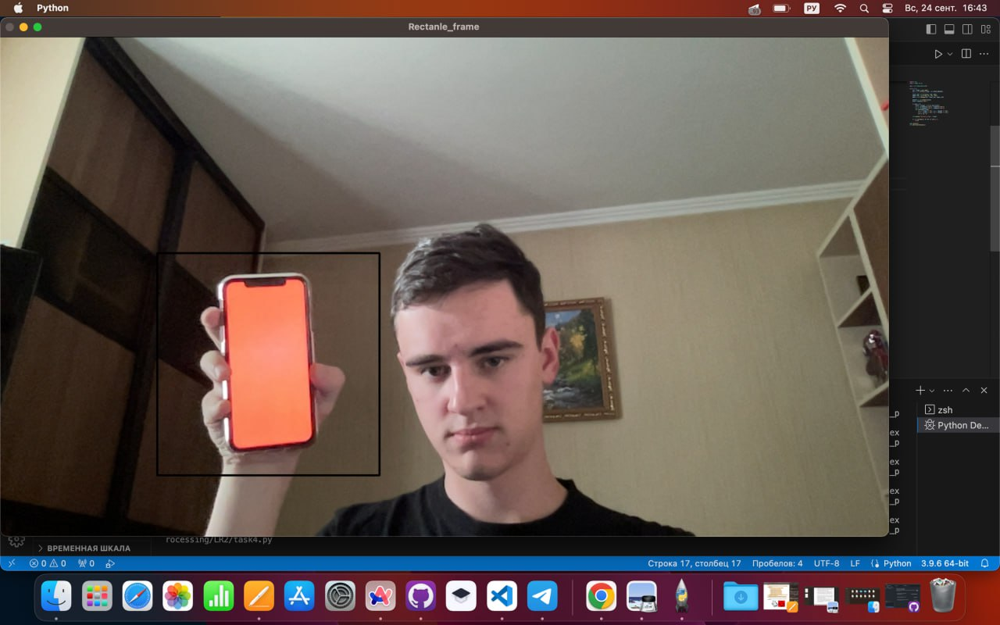 Python
93
РУ
Вс, 24 сент. 16:43
Rectanle_frame
_p
ex
_p
ex
_p
ex
_p
ex
_p
zsh
Python De...
rocessing/LR2/task4.py
ВРЕМЕННАЯ ШКАЛА
0 0 0
Строка 17, столбец 17 Пробелов: 4 UTF-8 LF Python 3.9.6 64-bit